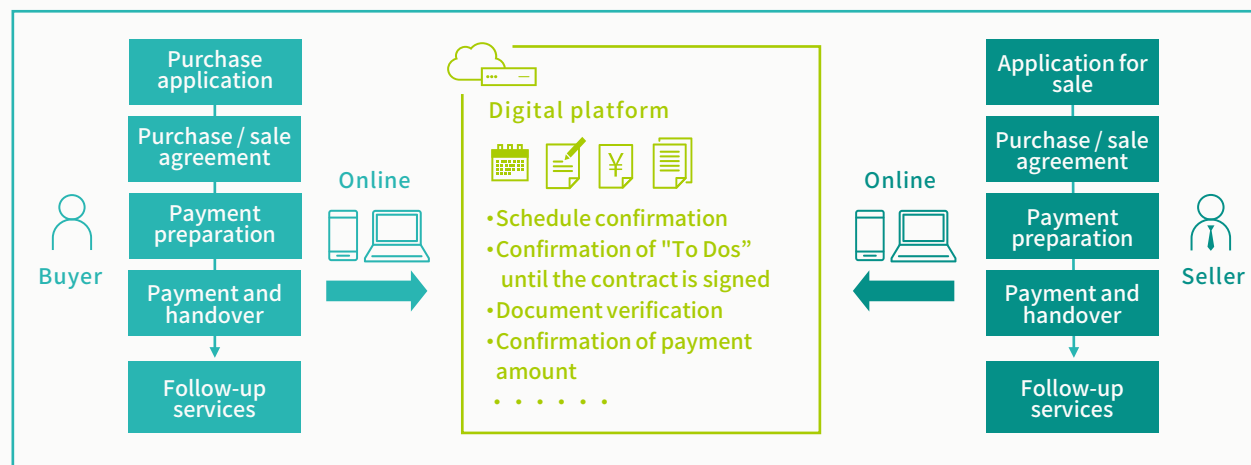 Purchase
application
Purchase / sale
agreement
Payment
preparation
Payment and
handover
Follow-up
services
Buyer
Online
Digital platform
¥
•Schedule confirmation
•Confirmation of "To Dos”
until the contract is signed
•Document verification
•Confirmation of payment
amount
• • • • • •
Online
Application for
sale
Purchase / sale
agreement
Payment
preparation
Payment and
handover
Follow-up
services
Seller